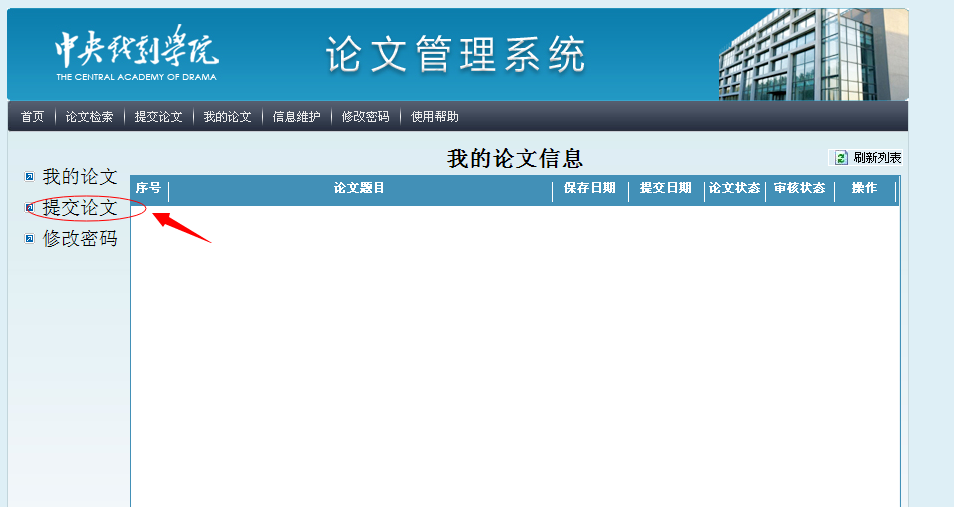 中央戏剧学院
THE CENTRAL ACADEMY OF DRAMA
论文管理系统
首页 论文检索 提交论文 我的论文 信息维护 修改密码 使用帮助
我的论文
提交论文
修改密码
我的论文信息
刷新列表
序号 论文题目 保存日期 提交日期 论文状态 审核状态 操作